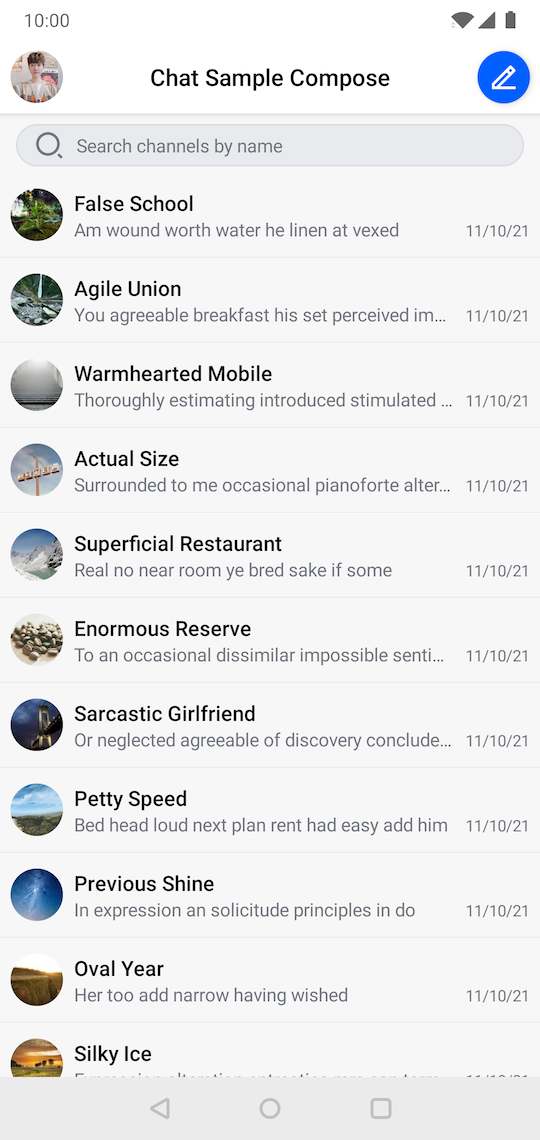 10:00
Chat Sample Compose
Search channels by name
False School
Am wound worth water he linen at vexed 11/10/21
Agile Union
You agreeable breakfast his set perceived im... 11/10/21
Warmhearted Mobile
Thoroughly estimating introduced stimulated ... 11/10/21
Actual Size
Surrounded to me occasional pianoforte alter... 11/10/21
Superficial Restaurant
Real no near room ye bred sake if some 11/10/21
Enormous Reserve
To an occasional dissimilar impossible senti... 11/10/21
Sarcastic Girlfriend
Or neglected agreeable of discovery conclude... 11/10/21
Petty Speed
Bed head loud next plan rent had easy add him 11/10/21
Previous Shine
In expression an solicitude principles in do 11/10/21
Oval Year
Her too add narrow having wished 11/10/21
Silky Ice